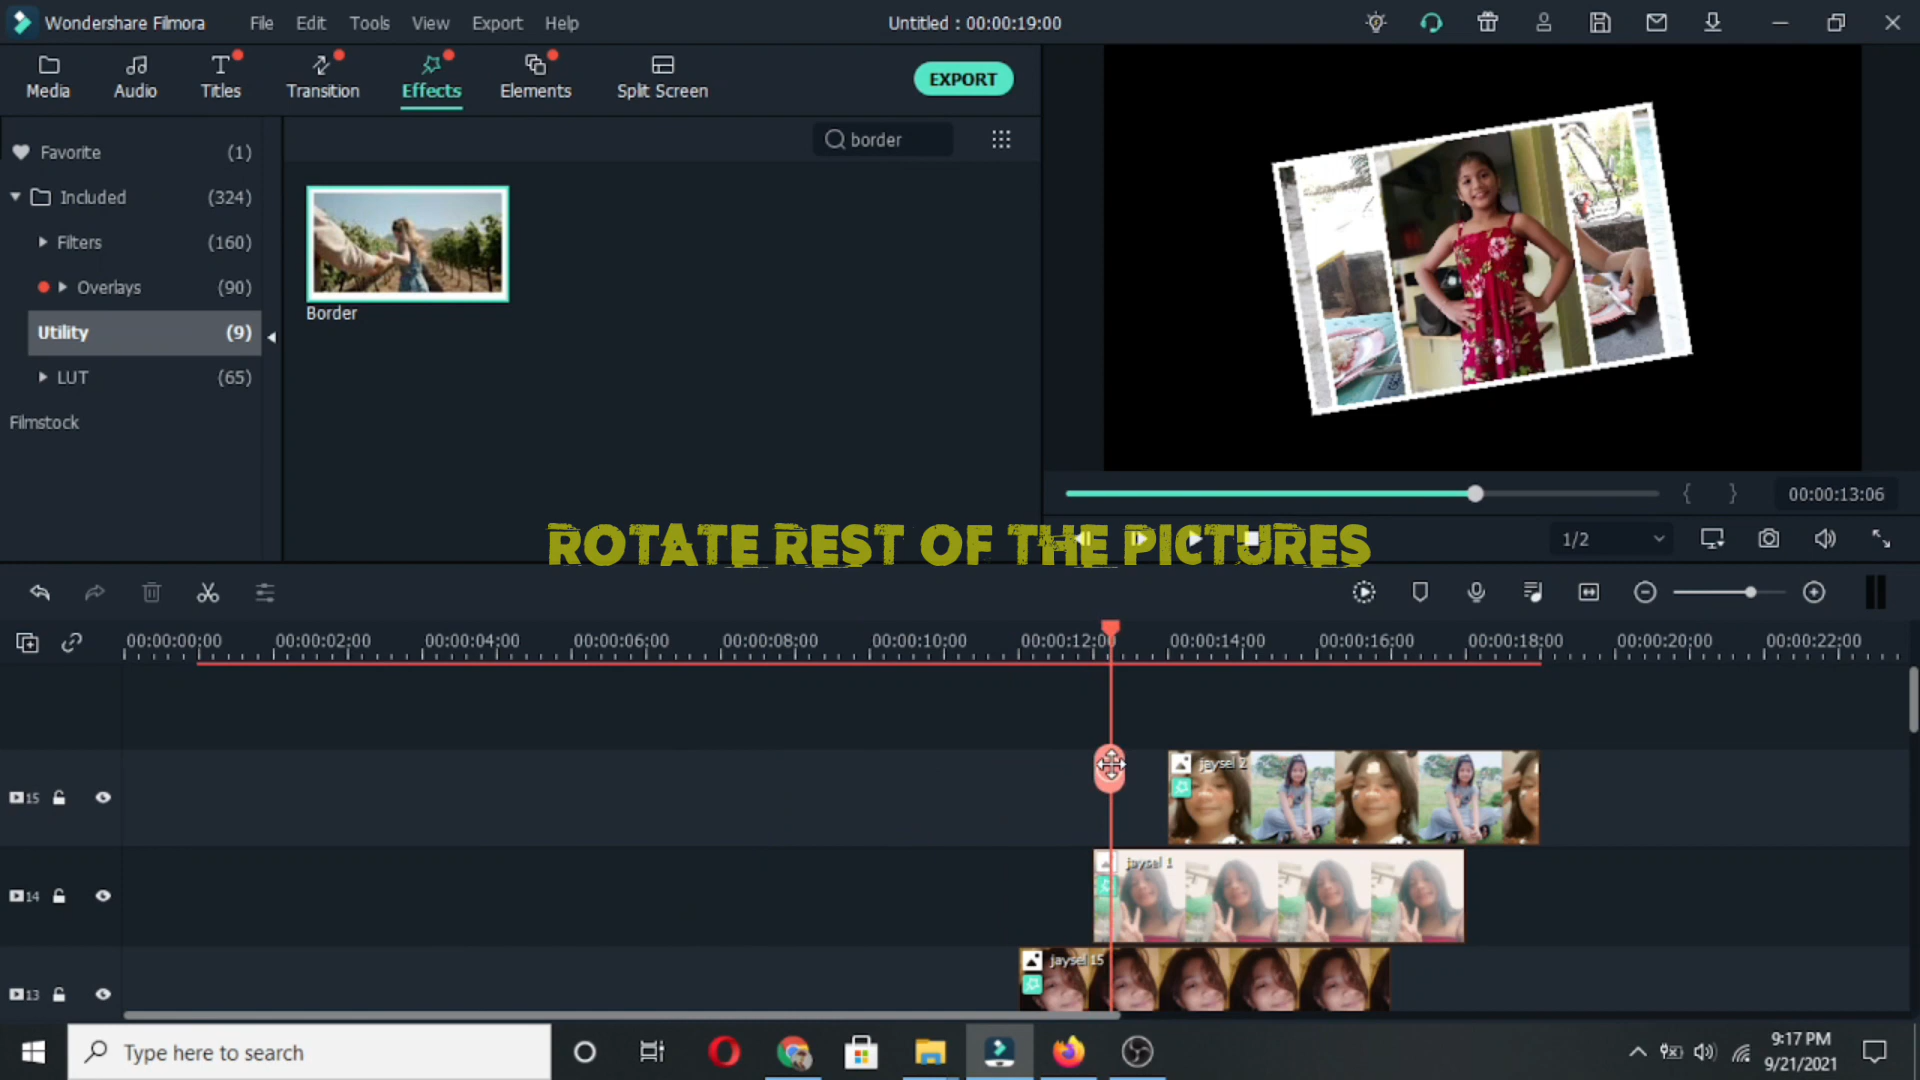 Wondershare Filmora File Edit Tools View Export Help Untitled : 00:00:19:00
Media Audio Titles Transition Effects Elements Split Screen EXPORT
Favorite (1) border
Included (324)
Filters (160)
Overlays (90)
Utility (9)
LUT (65)
Filmstock
Border
00:00:13:06
ROTATE REST OF THE PICTURES
1/2
00:00:00:00 00:00:02:00 00:00:04:00 00:00:06:00 00:00:08:00 00:00:10:00 00:00:12:00 00:00:14:00 00:00:16:00 00:00:18:00 00:00:20:00 00:00:22:00
15 jaysel 2
14 jaysel 1
13 jaysel 15
Type here to search
9:17 PM
9/21/2021